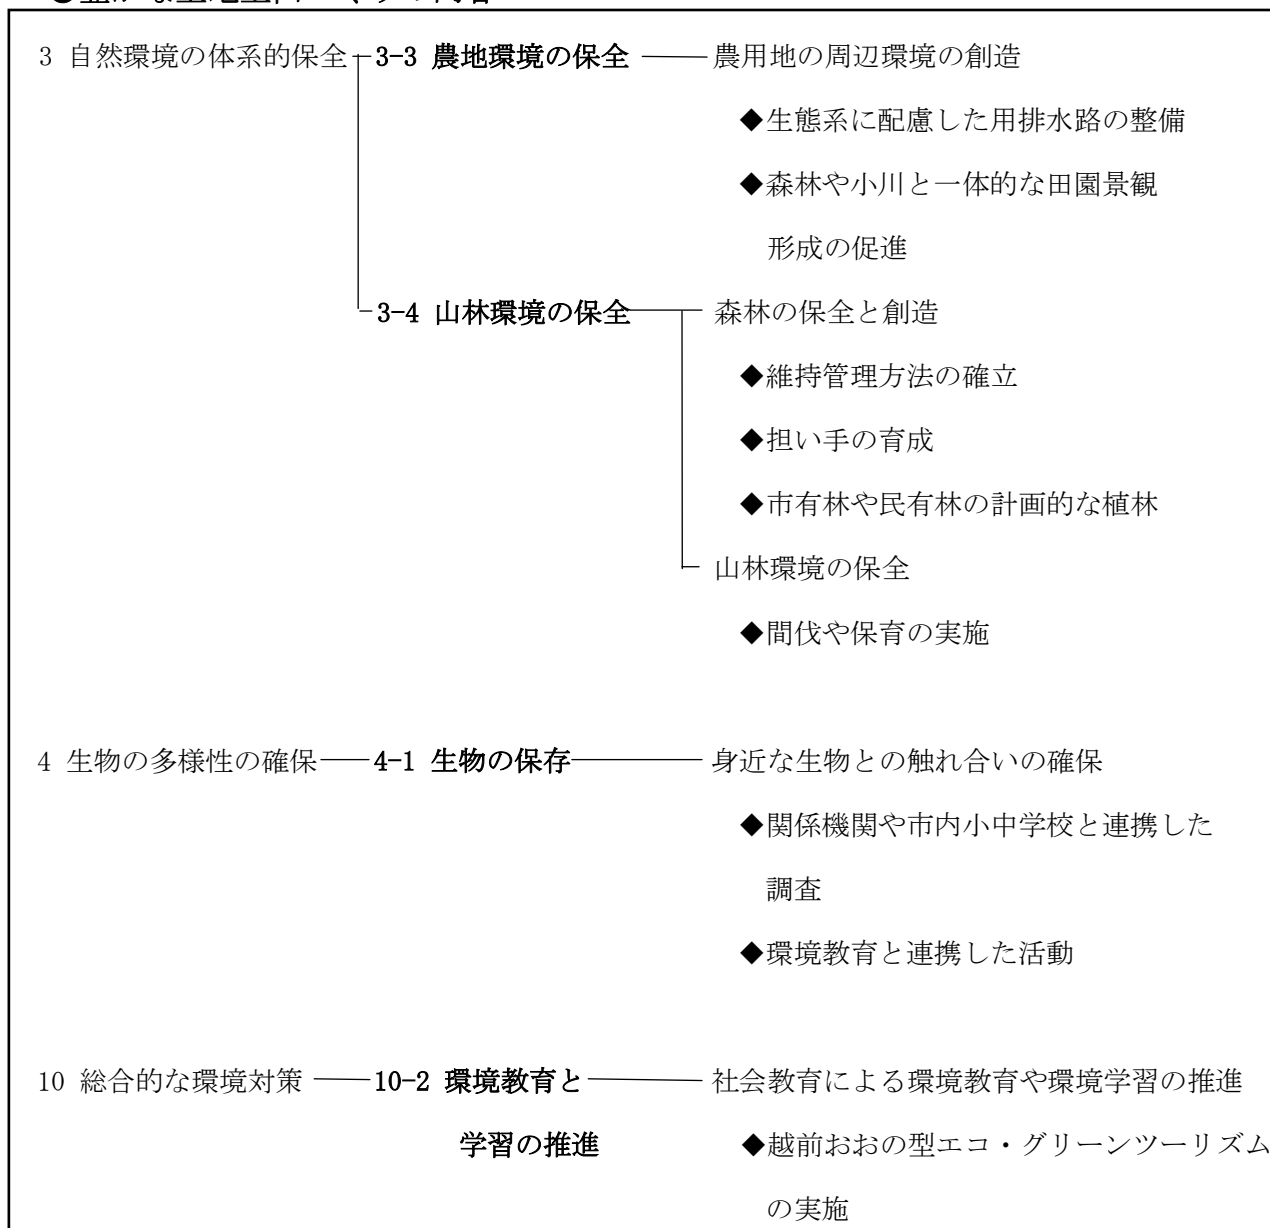 3 自然環境の体系的保全 3-3 農地環境の保全 農用地の周辺環境の創造
◆生態系に配慮した用排水路の整備
◆森林や小川と一体的な田園景観
形成の促進
3-4 山林環境の保全 森林の保全と創造
◆維持管理方法の確立
◆担い手の育成
◆市有林や民有林の計画的な植林
山林環境の保全
◆間伐や保育の実施
4 生物の多様性の確保 4-1 生物の保存 身近な生物との触れ合いの確保
◆関係機関や市内小中学校と連携した
調査
◆環境教育と連携した活動
10 総合的な環境対策 10-2 環境教育と 社会教育による環境教育や環境学習の推進
学習の推進 ◆越前おおの型エコ・グリーンツーリズム
の実施